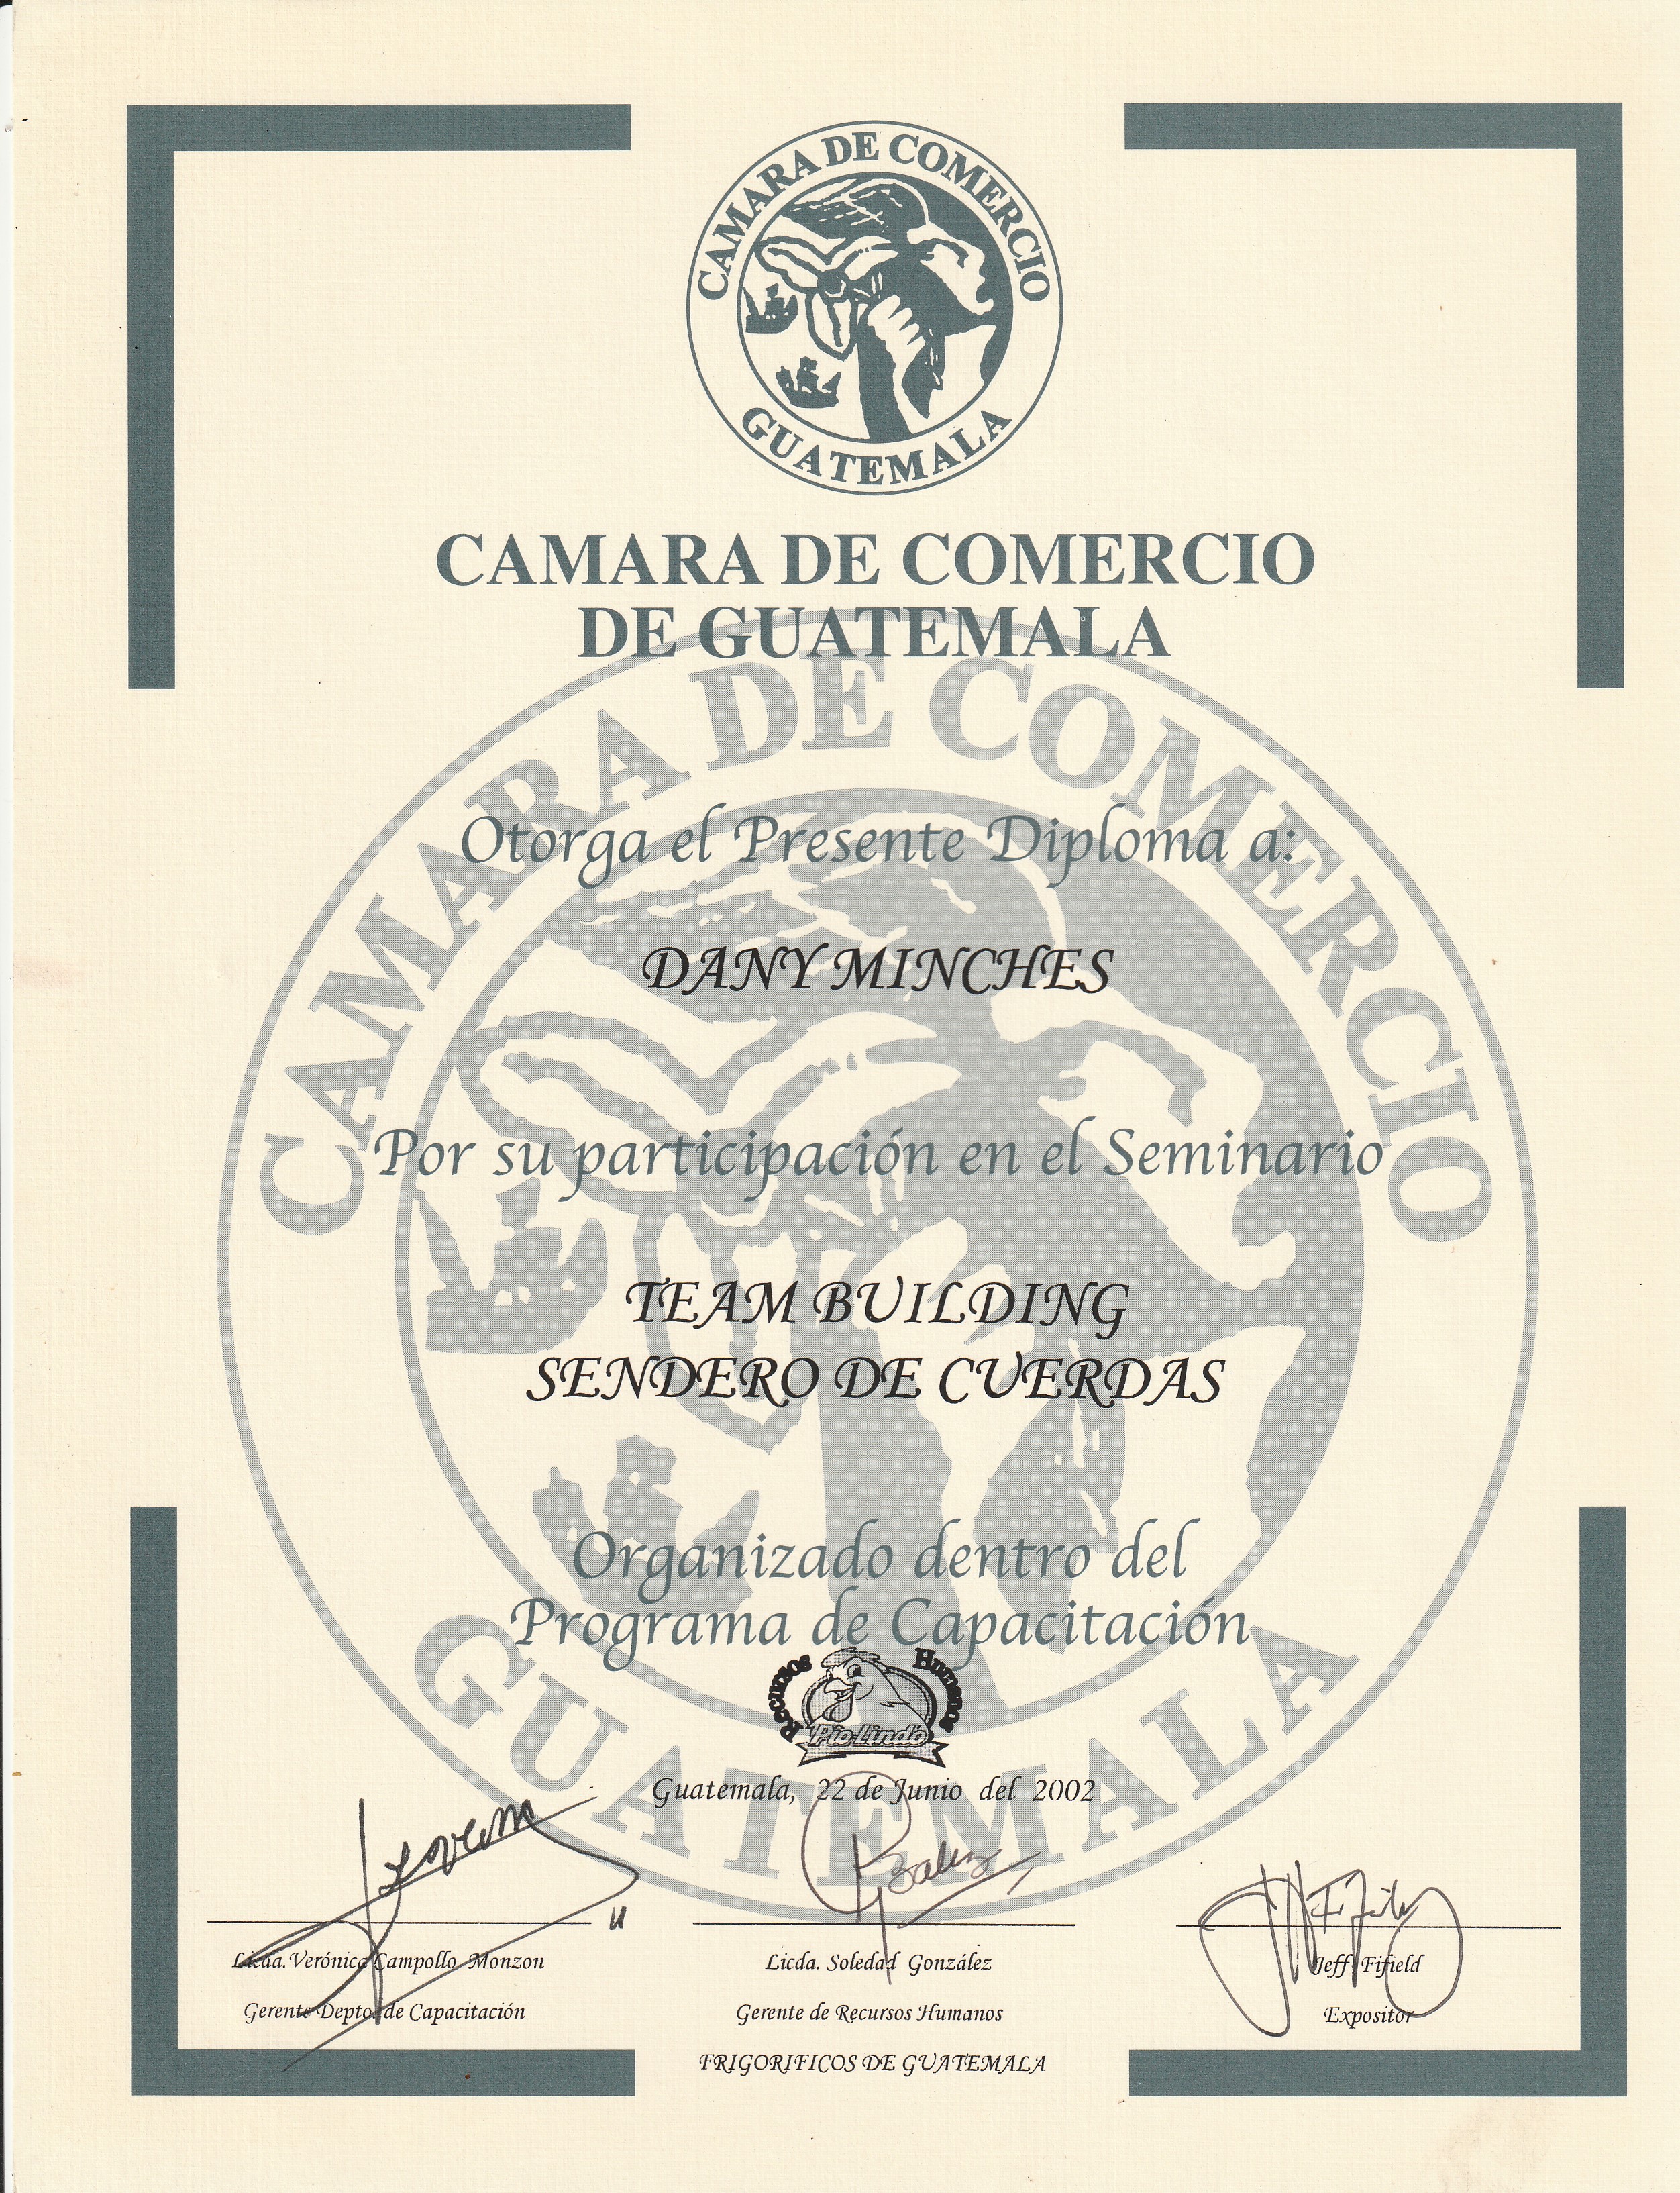 CAMARA DE COMERCIO
GUATEMALA
CAMARA DE COMERCIO
DE GUATEMALA
CAMARA DE COMERCIO
Otorga el Presente Diploma a:
DANY MINCHES
Por su participación en el Seminario
TEAM BUILDING
SENDERO DE CUERDAS
Organizado dentro del
Programa de Capacitación
Recursos Humanos
Pio Lindo
GUATEMALA
Guatemala, 22 de Junio del 2002
Licda. Verónica Campollo Monzon
Licda. Soledad González
Jeff Fifield
Gerente Depto. de Capacitación
Gerente de Recursos Humanos
Expositor
FRIGORIFICOS DE GUATEMALA